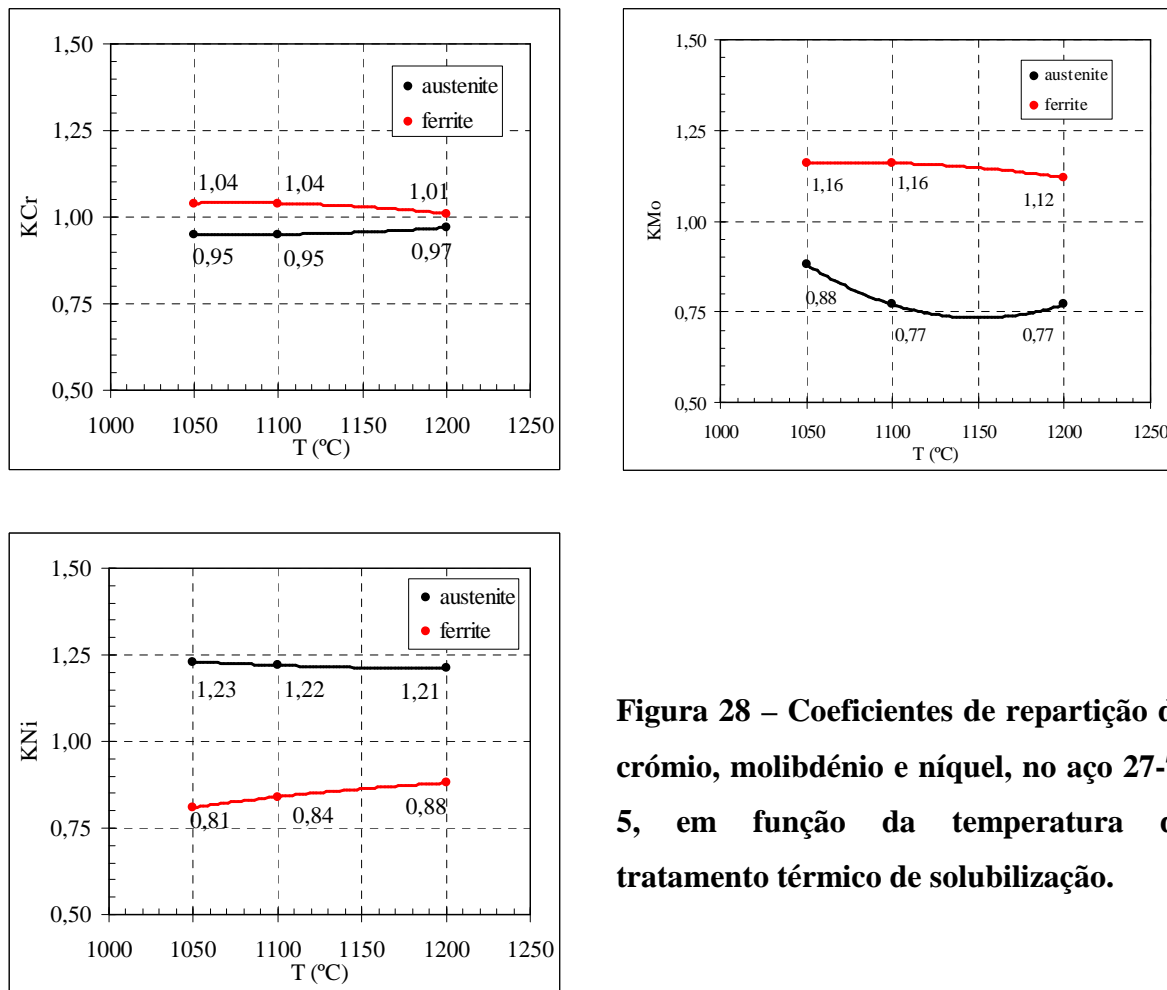 1,50
1,25
1,00
0,75
0,50
KCr
austenite
ferrite
1,04 1,04 1,01
0,95 0,95 0,97
1000 1050 1100 1150 1200 1250
T (ºC)
1,50
1,25
1,00
0,75
0,50
KMo
austenite
ferrite
1,16 1,16 1,12
0,88 0,77 0,77
1000 1050 1100 1150 1200 1250
T (ºC)
1,50
1,25
1,00
0,75
0,50
KNi
austenite
ferrite
1,23 1,22 1,21
0,81 0,84 0,88
1000 1050 1100 1150 1200 1250
T (ºC)
Figura 28 – Coeficientes de repartição
crómio, molibdénio e níquel, no aço 27-
5, em função da temperatura
tratamento térmico de solubilização.